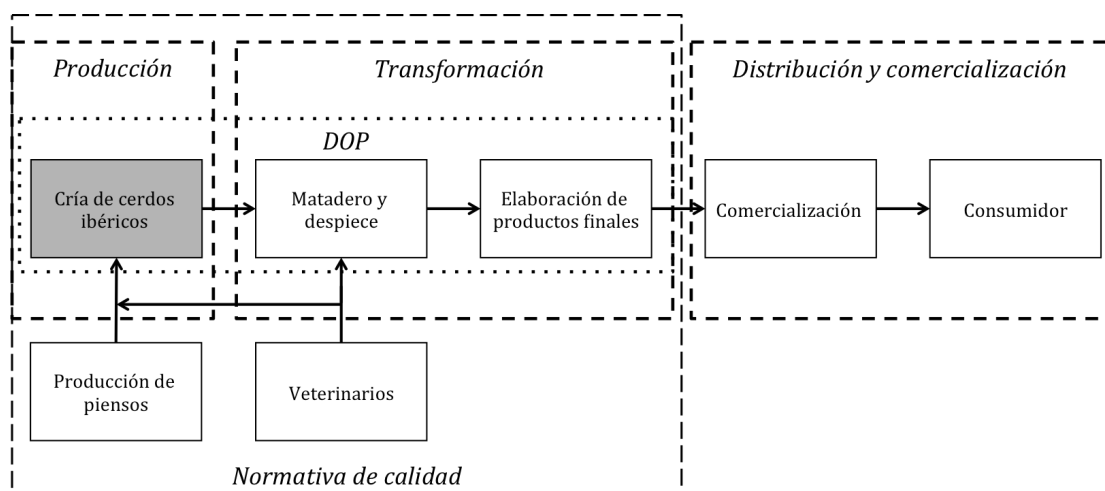 Producción
Transformación
Distribución y comercialización
DOP
Cría de cerdos
ibéricos
Matadero y
despiece
Elaboración de
productos finales
Comercialización
Consumidor
Producción de
piensos
Veterinarios
Normativa de calidad